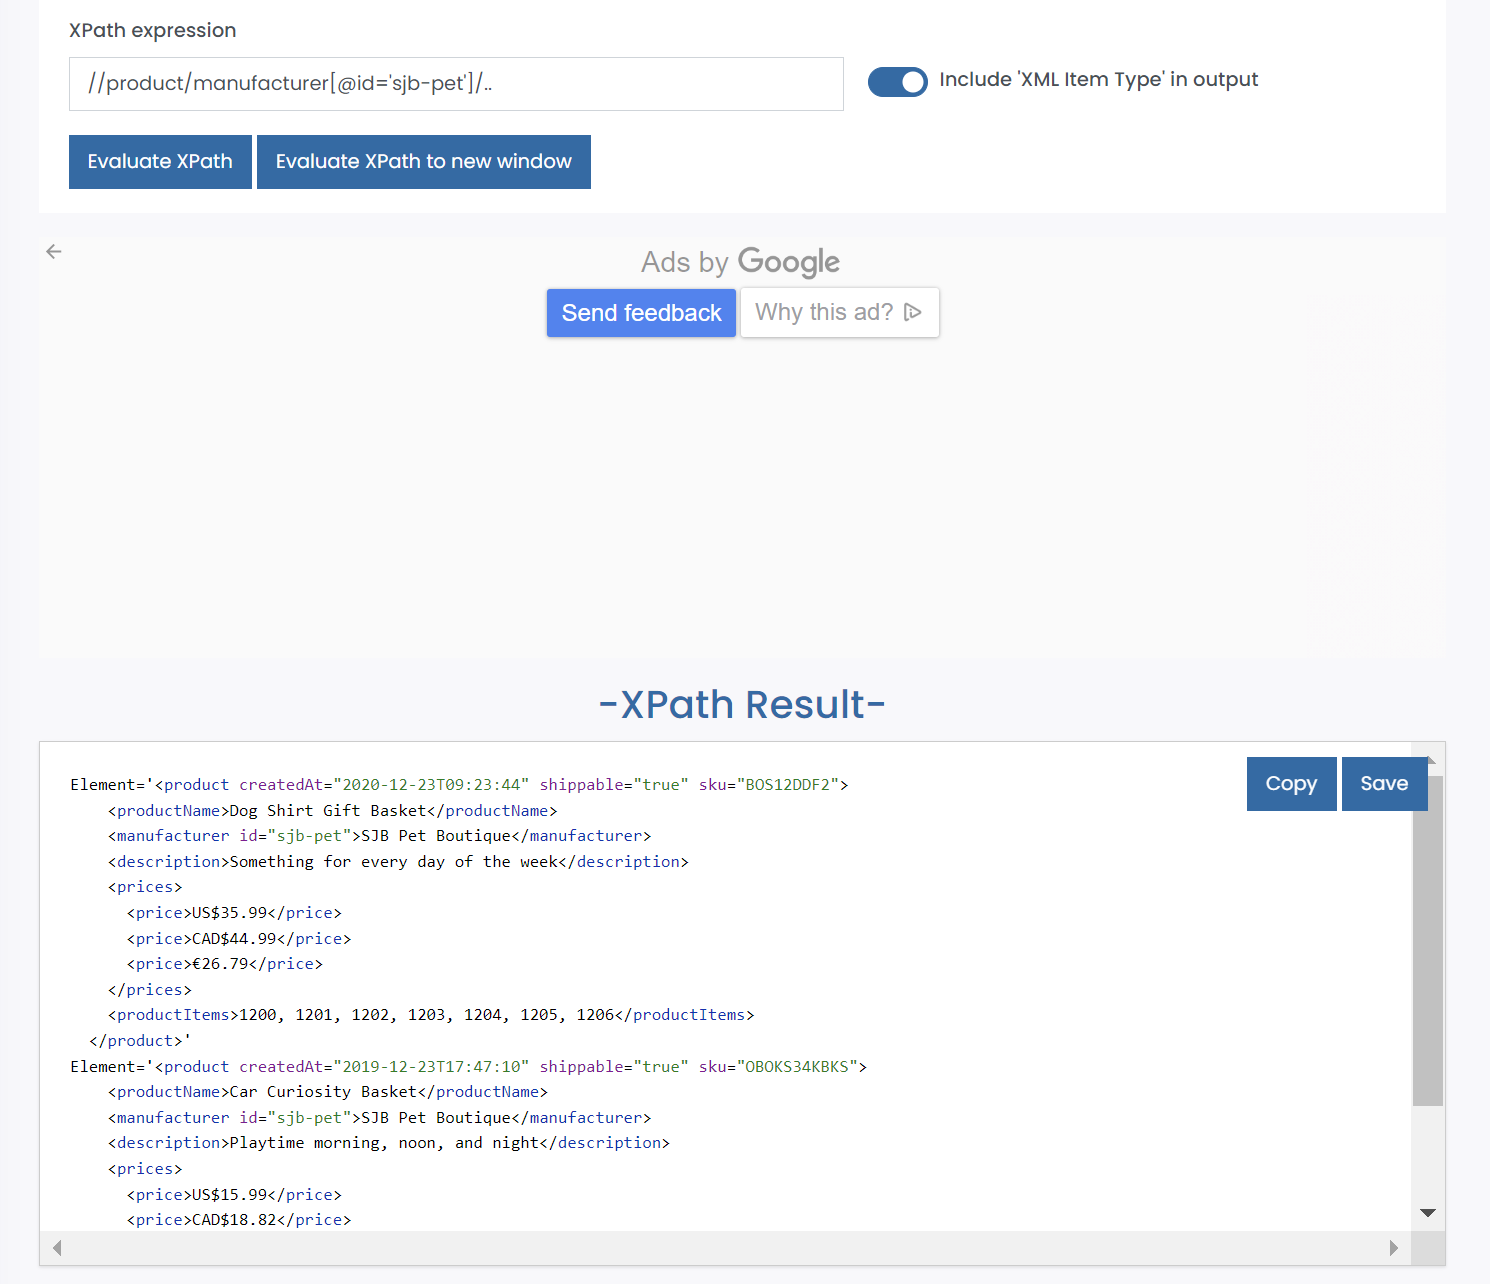 XPath expression
//product/manufacturer[@id='sjb-pet']/..
Include 'XML Item Type' in output
Evaluate XPath
Evaluate XPath to new window
Ads by Google
Send feedback
Why this ad?
-XPath Result-
Copy
Save
Element='<product createdAt="2020-12-23T09:23:44" shippable="true" sku="BOS12DDF2">
<productName>Dog Shirt Gift Basket</productName>
<manufacturer id="sjb-pet">SJB Pet Boutique</manufacturer>
<description>Something for every day of the week</description>
<prices>
<price>US$35.99</price>
<price>CAD$44.99</price>
<price>€26.79</price>
</prices>
<productItems>1200, 1201, 1202, 1203, 1204, 1205, 1206</productItems>
</product>'
Element='<product createdAt="2019-12-23T17:47:10" shippable="true" sku="OBOKS34KBKS">
<productName>Car Curiosity Basket</productName>
<manufacturer id="sjb-pet">SJB Pet Boutique</manufacturer>
<description>Playtime morning, noon, and night</description>
<prices>
<price>US$15.99</price>
<price>CAD$18.82</price>